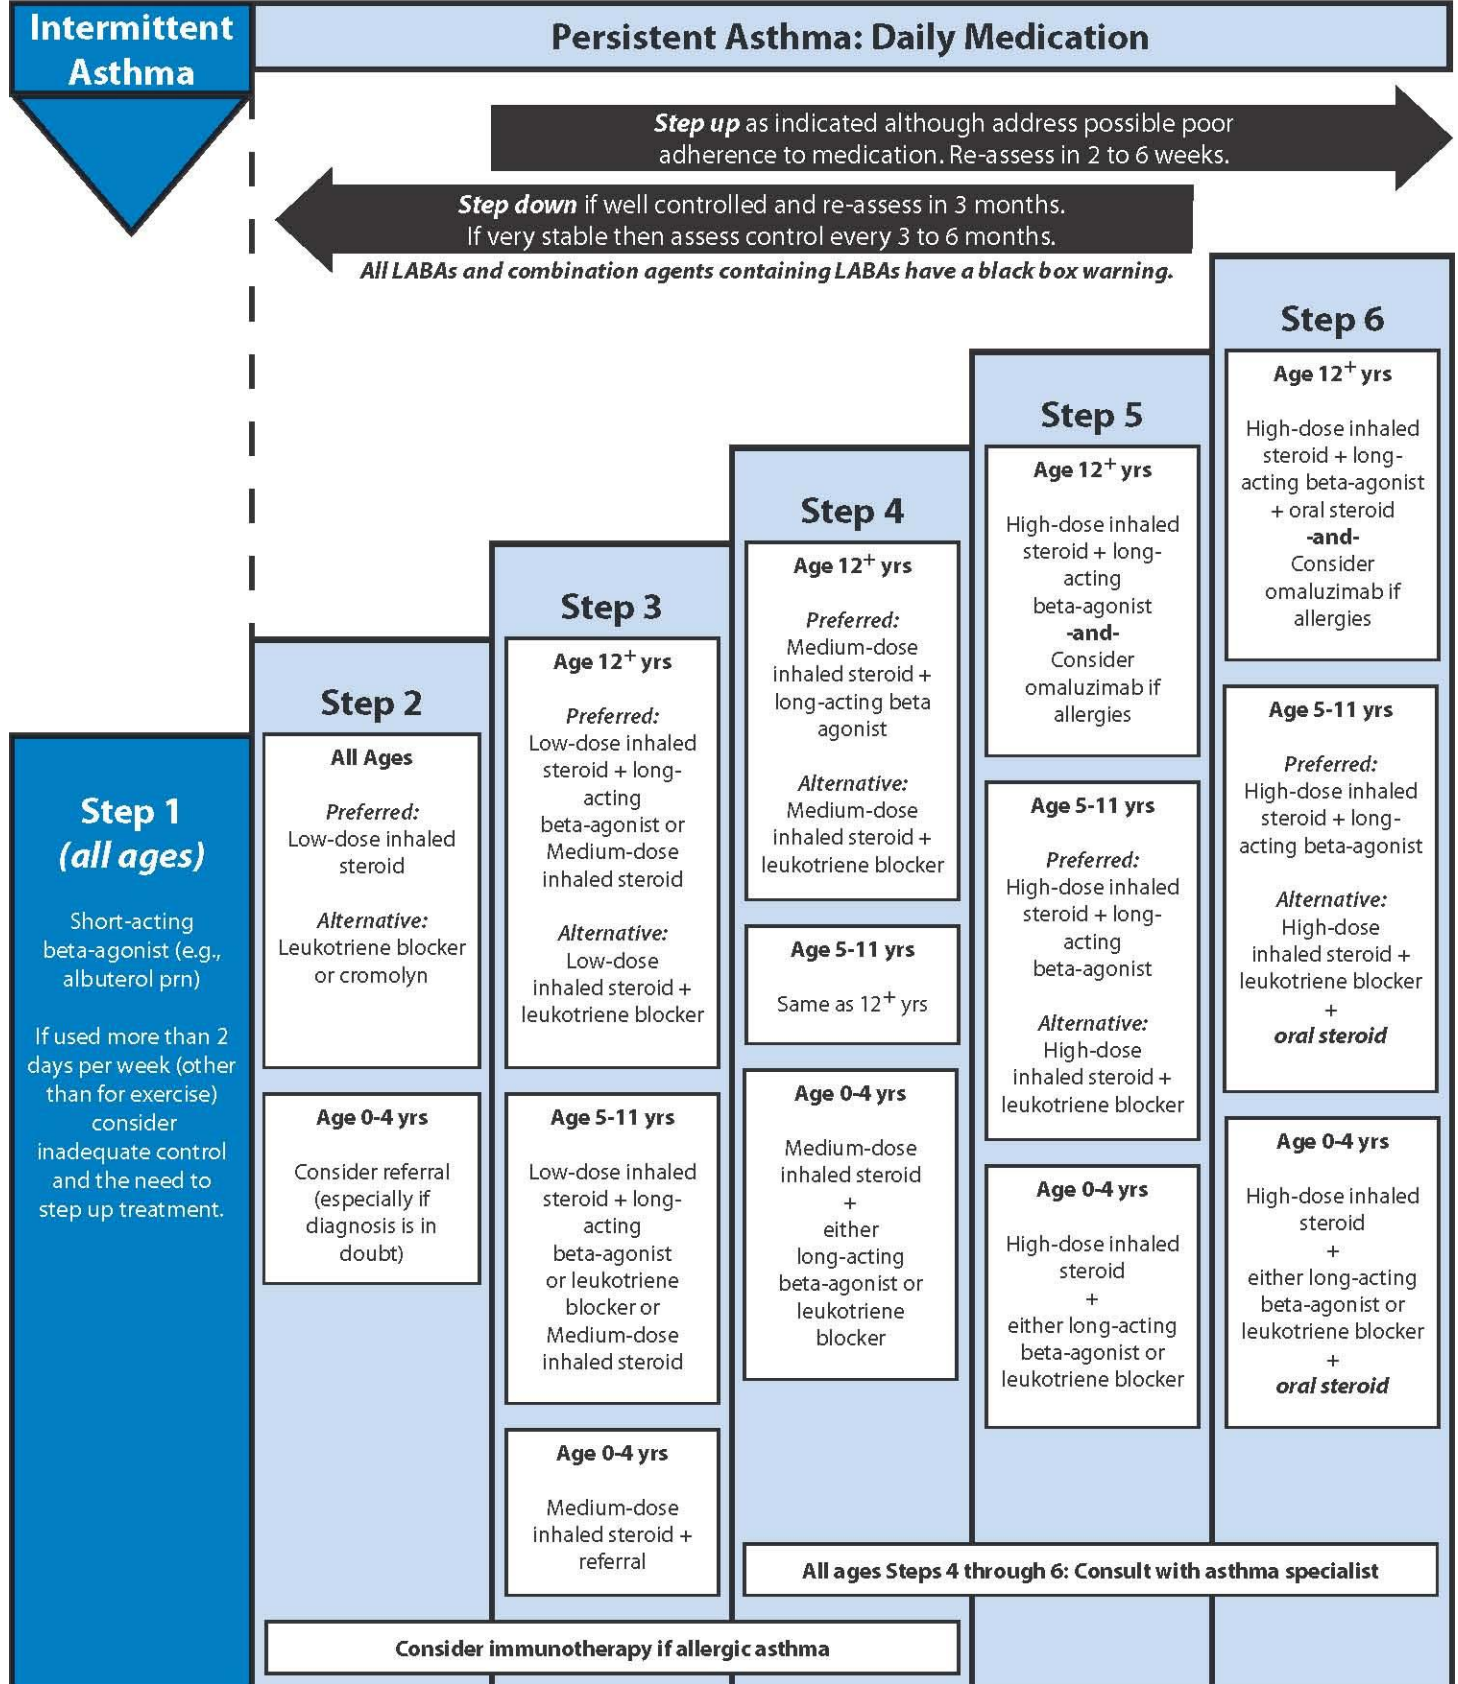 Intermittent
Asthma
Persistent Asthma: Daily Medication
Step up as indicated although address possible poor
adherence to medication. Re-assess in 2 to 6 weeks.
Step down if well controlled and re-assess in 3 months.
If very stable then assess control every 3 to 6 months.
All LABAs and combination agents containing LABAs have a black box warning.
Step 1
(all ages)
Short-acting
beta-agonist (e.g.,
albuterol prn)
If used more than 2
days per week (other
than for exercise)
consider
inadequate control
and the need to
step up treatment.
Step 2
All Ages
Preferred:
Low-dose inhaled
steroid
Alternative:
Leukotriene blocker
or cromolyn
Age 0-4 yrs
Consider referral
(especially if
diagnosis is in
doubt)
Step 3
Age 12+ yrs
Preferred:
Low-dose inhaled
steroid + long-
acting
beta-agonist or
Medium-dose
inhaled steroid
Alternative:
Low-dose
inhaled steroid +
leukotriene blocker
Age 5-11 yrs
Low-dose inhaled
steroid + long-
acting
beta-agonist
or leukotriene
blocker or
Medium-dose
inhaled steroid
Age 0-4 yrs
Medium-dose
inhaled steroid +
referral
Step 4
Age 12+ yrs
Preferred:
Medium-dose
inhaled steroid +
long-acting beta
agonist
Alternative:
Medium-dose
inhaled steroid +
leukotriene blocker
Age 5-11 yrs
Same as 12+ yrs
Age 0-4 yrs
Medium-dose
inhaled steroid
+
either
long-acting
beta-agonist or
leukotriene
blocker
Step 5
Age 12+ yrs
High-dose inhaled
steroid + long-
acting
beta-agonist
-and-
Consider
omaluzimab if
allergies
Age 5-11 yrs
Preferred:
High-dose inhaled
steroid + long-
acting
beta-agonist
Alternative:
High-dose
inhaled steroid +
leukotriene blocker
Age 0-4 yrs
High-dose inhaled
steroid
+
either long-acting
beta-agonist or
leukotriene blocker
Step 6
Age 12+ yrs
High-dose inhaled
steroid + long-
acting beta-agonist
+ oral steroid
-and-
Consider
omaluzimab if
allergies
Age 5-11 yrs
Preferred:
High-dose inhaled
steroid + long-
acting beta-agonist
Alternative:
High-dose
inhaled steroid +
leukotriene blocker
+
oral steroid
Age 0-4 yrs
High-dose inhaled
steroid
+
either long-acting
beta-agonist or
leukotriene blocker
+
oral steroid
All ages Steps 4 through 6: Consult with asthma specialist
Consider immunotherapy if allergic asthma